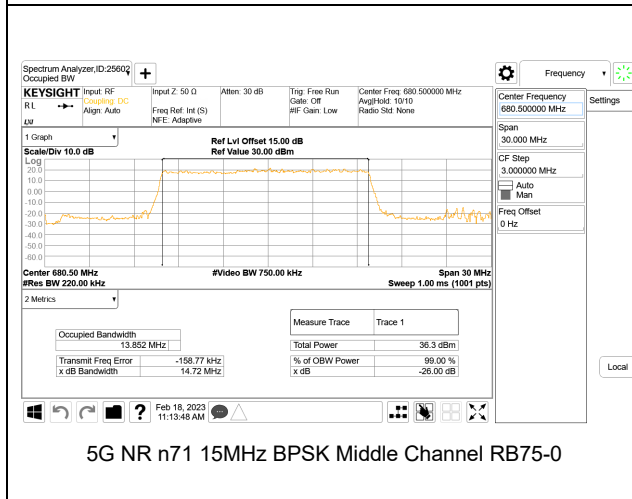 Spectrum Analyzer,ID:25602
Occupied BW
+
Frequency
KEYSIGHT
R L
Input: RF
Coupling: DC
Align: Auto
Input Z: 50 Ω
Freq Ref: Int (S)
NFE: Adaptive
Atten: 30 dB
Trig: Free Run
Gate: Off
#IF Gain: Low
Center Freq: 680.500000 MHz
Avg|Hold: 10/10
Radio Std: None
Center Frequency
680.500000 MHz
Settings
Span
30.000 MHz
CF Step
3.000000 MHz
Auto
Man
Freq Offset
0 Hz
Local
1 Graph
Scale/Div 10.0 dB
Ref Lvl Offset 15.00 dB
Ref Value 30.00 dBm
Log
20.0
10.0
0.00
-10.0
-20.0
-30.0
-40.0
-50.0
-60.0
Center 680.50 MHz
#Video BW 750.00 kHz
Span 30 MHz
#Res BW 220.00 kHz
Sweep 1.00 ms (1001 pts)
2 Metrics
Measure Trace Trace 1
Occupied Bandwidth
13.852 MHz
Total Power 36.3 dBm
Transmit Freq Error -158.77 kHz
% of OBW Power 99.00 %
x dB Bandwidth 14.72 MHz
x dB -26.00 dB
?
Feb 18, 2023
11:13:48 AM
5G NR n71 15MHz BPSK Middle Channel RB75-0